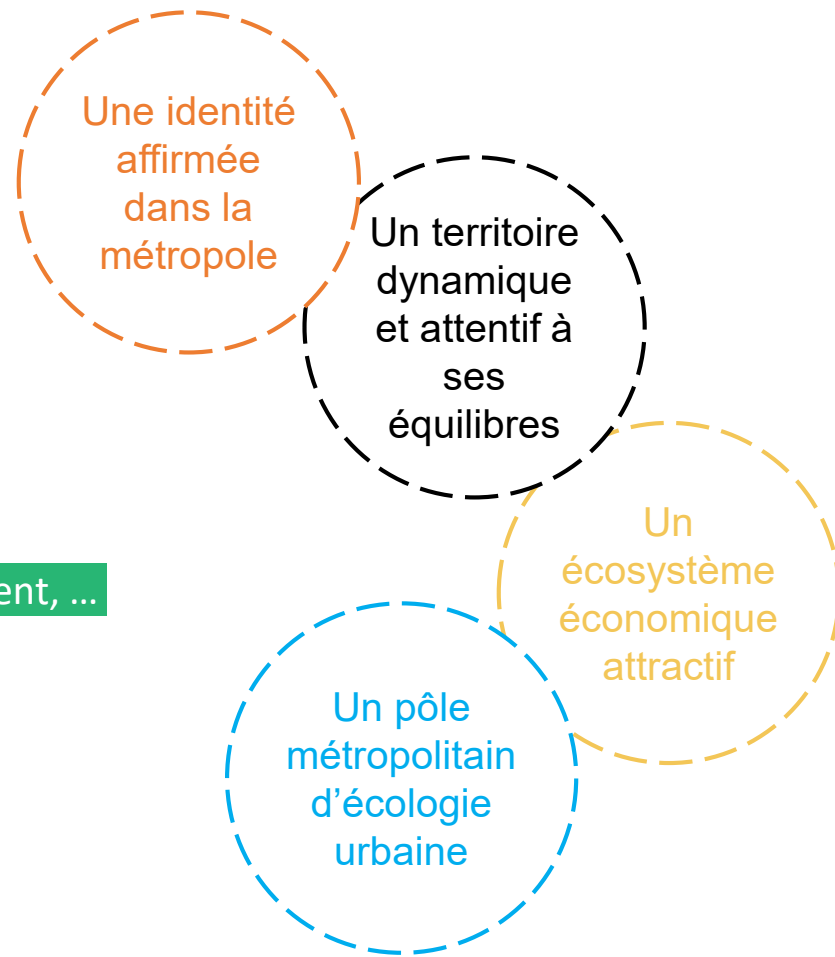 Une identité
affirmée
dans la
métropole
Un territoire
dynamique
et attentif à
ses
équilibres
Un
écosystème
économique
attractif
ent, ...
Un pôle
métropolitain
d’écologie
urbaine